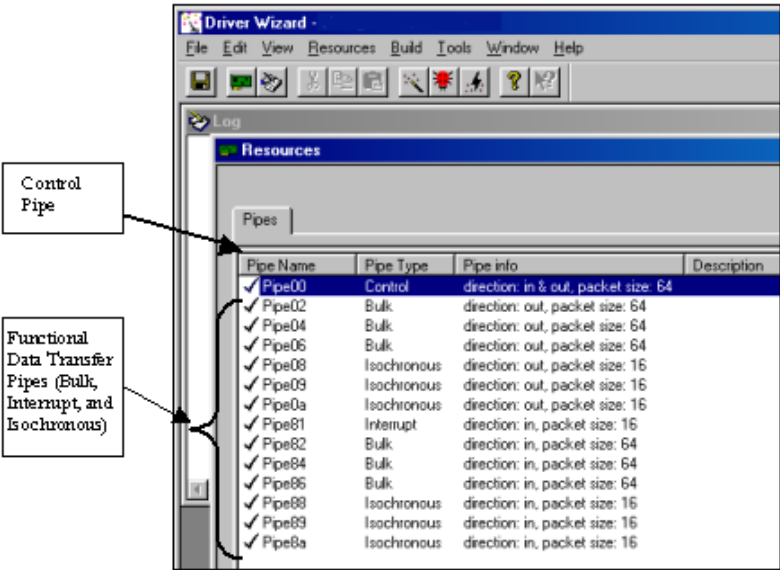 Driver Wizard -
File Edit View Resources Build Tools Window Help
Log
Resources
Control
Pipe
Pipes
Pipe Name Pipe Type Pipe info Description
Pipe00 Control direction: in & out, packet size: 64
Pipe02 Bulk direction: out, packet size: 64
Pipe04 Bulk direction: out, packet size: 64
Pipe06 Bulk direction: out, packet size: 64
Pipe08 Isochronous direction: out, packet size: 16
Pipe09 Isochronous direction: out, packet size: 16
Pipe0a Isochronous direction: out, packet size: 16
Pipe81 Interrupt direction: in, packet size: 16
Pipe82 Bulk direction: in, packet size: 64
Pipe84 Bulk direction: in, packet size: 64
Pipe86 Bulk direction: in, packet size: 64
Pipe88 Isochronous direction: in, packet size: 16
Pipe89 Isochronous direction: in, packet size: 16
Pipe8a Isochronous direction: in, packet size: 16
Functional
Data Transfer
Pipes (Bulk,
Interrupt, and
Isochronous)